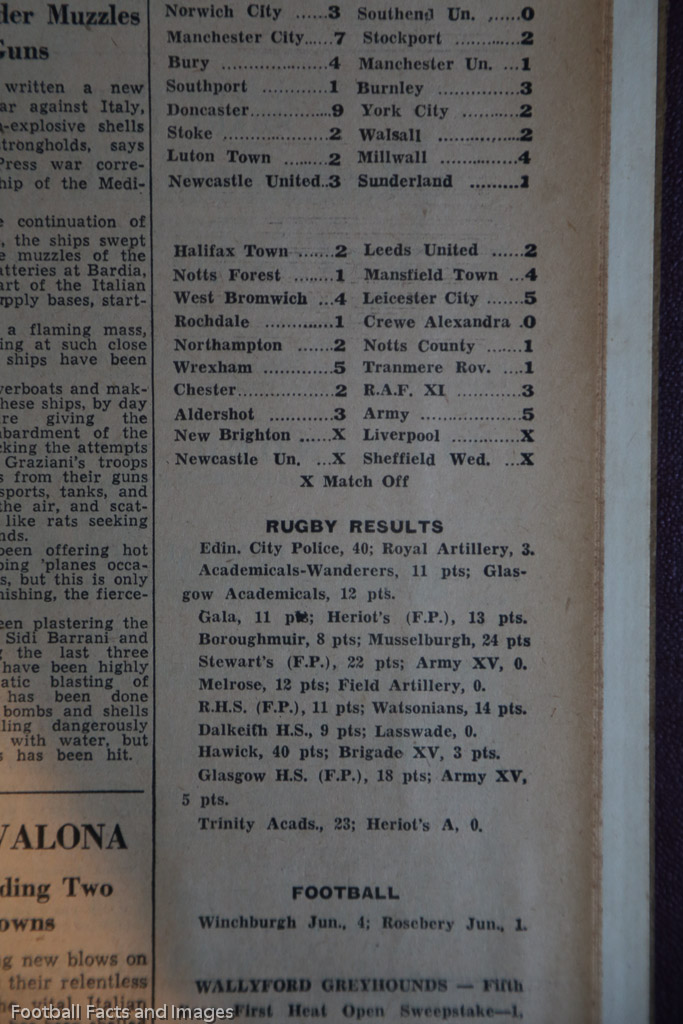 der Muzzles
Guns
written a new
ar against Italy,
-explosive shells
trongholds, says
Press war corre-
hip of the Medi-
e continuation of
, the ships swept
e muzzles of the
atteries at Bardia,
art of the Italian
pply bases, start-
a flaming mass,
ing at such close
ships have been
verboats and mak-
hese ships, by day
re giving the
bardment of the
cking the attempts
Graziani's troops
s from their guns
sports, tanks, and
the air, and scat-
like rats seeking
nds.
been offering hot
ping 'planes occa-
s, but this is only
nishing, the fierce-
een plastering the
Sidi Barrani and
g the last three
have been highly
atic blasting of
has been done
bombs and shells
ling dangerously
with water, but
s has been hit.
VALONA
ding Two
owns
g new blows on
their relentless
the vital Italian
Norwich City ......3 Southend Un. ......0
Manchester City.....7 Stockport ............2
Bury ..................4 Manchester Un. ...1
Southport ...........1 Burnley ..............3
Doncaster..............9 York City ...........2
Stoke .................2 Walsall ..............2
Luton Town ........2 Millwall .............4
Newcastle United..3 Sunderland .........1
Halifax Town .......2 Leeds United ......2
Notts Forest ........1 Mansfield Town ...4
West Bromwich ...4 Leicester City .......5
Rochdale ............1 Crewe Alexandra .0
Northampton .......2 Notts County ......1
Wrexham ............5 Tranmere Rov. ....1
Chester................2 R.A.F. XI ...........3
Aldershot ............3 Army .................5
New Brighton ......X Liverpool ............X
Newcastle Un. ...X Sheffield Wed. ...X
X Match Off
RUGBY RESULTS
Edin. City Police, 40; Royal Artillery, 3.
Academicals-Wanderers, 11 pts; Glas-
gow Academicals, 12 pts.
Gala, 11 pts; Heriot's (F.P.), 13 pts.
Boroughmuir, 8 pts; Musselburgh, 24 pts
Stewart's (F.P.), 22 pts; Army XV, 0.
Melrose, 12 pts; Field Artillery, 0.
R.H.S. (F.P.), 11 pts; Watsonians, 14 pts.
Dalkeith H.S., 9 pts; Lasswade, 0.
Hawick, 40 pts; Brigade XV, 3 pts.
Glasgow H.S. (F.P.), 18 pts; Army XV,
5 pts.
Trinity Acads., 23; Heriot's A, 0.
FOOTBALL
Winchburgh Jun., 4; Rosebery Jun., 1.
WALLYFORD GREYHOUNDS — Fifth
First Heat Open Sweepstake—1,
Football Facts and Images